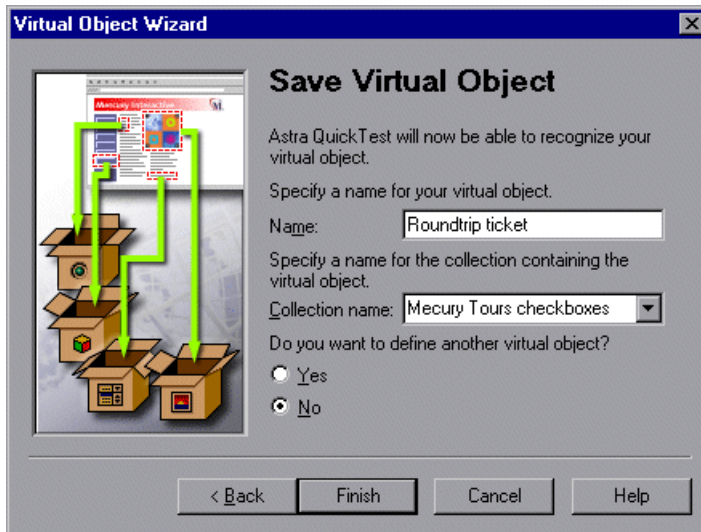 Virtual Object Wizard
Mercury Interactive
Save Virtual Object
Astra QuickTest will now be able to recognize your
virtual object.
Specify a name for your virtual object.
Name:
Roundtrip ticket
Specify a name for the collection containing the
virtual object.
Collection name:
Mecury Tours checkboxes
Do you want to define another virtual object?
Yes
No
< Back
Finish
Cancel
Help